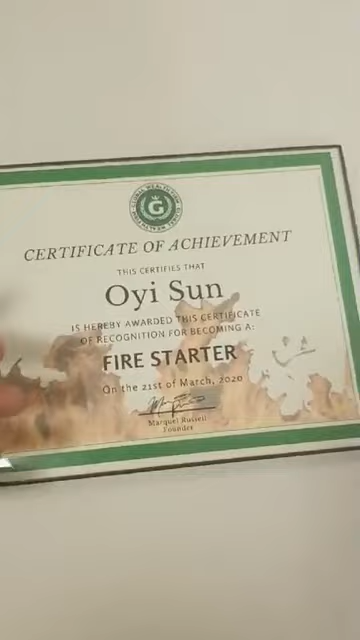 CERTIFICATE OF ACHIEVEMENT
THIS CERTIFIES THAT
Oyi Sun
IS HEREBY AWARDED THIS CERTIFICATE
OF RECOGNITION FOR BECOMING A:
FIRE STARTER
On the 21st of March, 2020
Marquel Russell
Founder